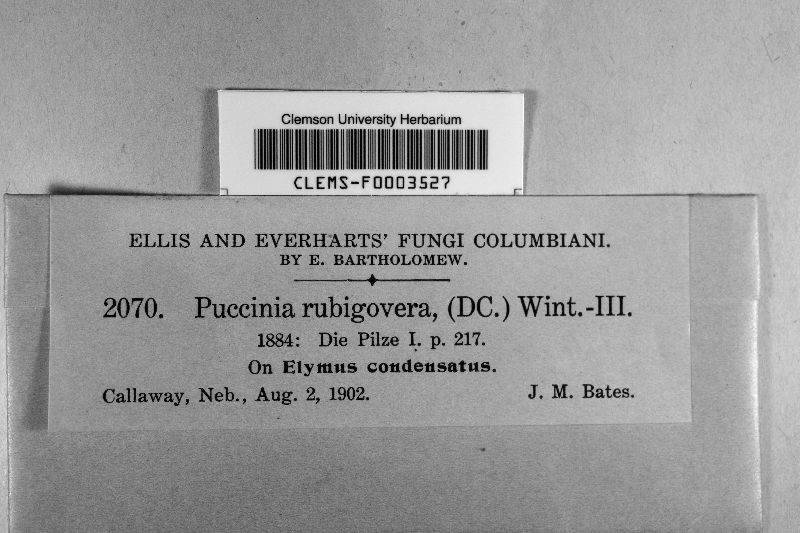 Clemson University Herbarium
CLEMS-F0003527
ELLIS AND EVERHARTS' FUNGI COLUMBIANI.
BY E. BARTHOLOMEW.
2070. Puccinia rubigovera, (DC.) Wint.-III.
1884: Die Pilze I. p. 217.
On Elymus condensatus.
Callaway, Neb., Aug. 2, 1902. J. M. Bates.